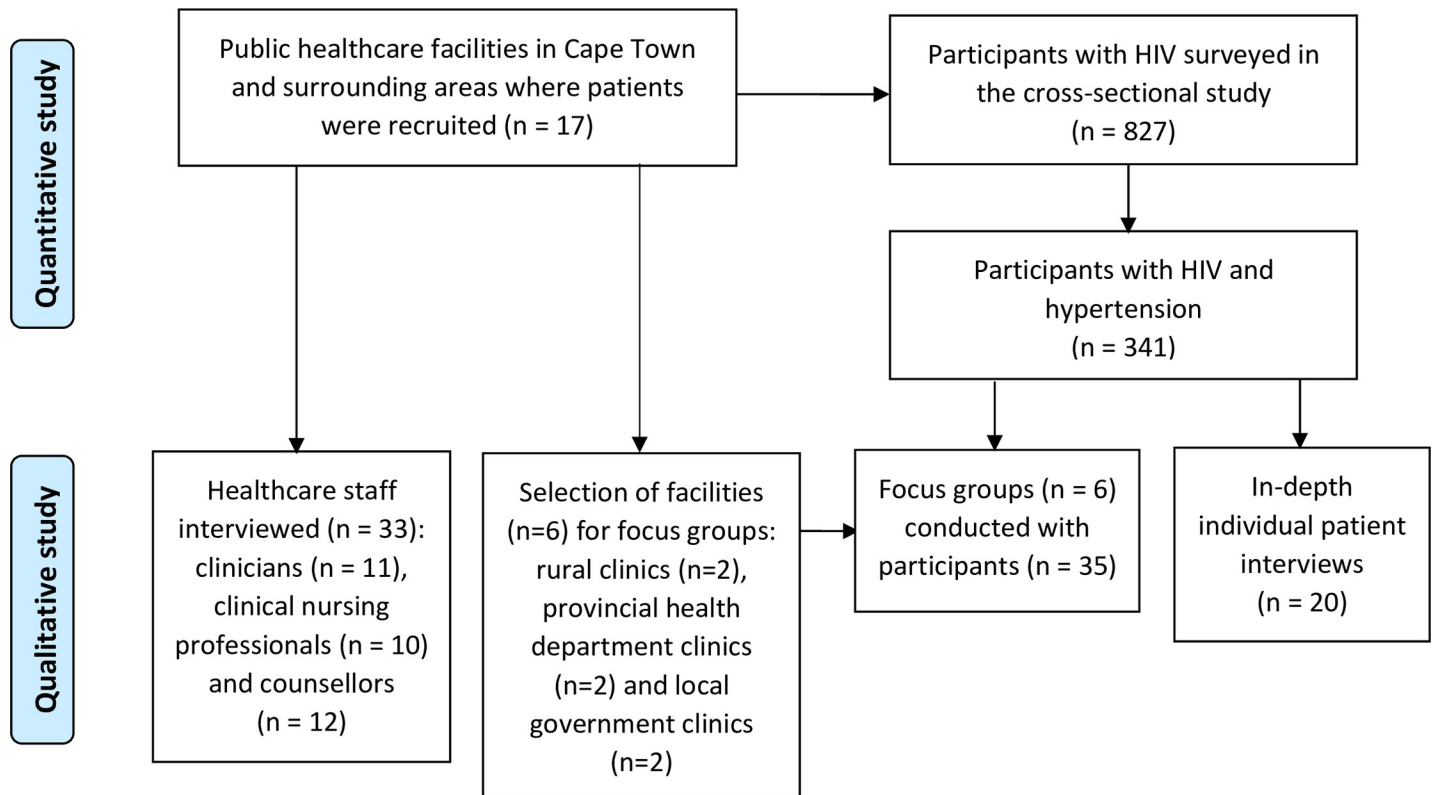 Quantitative study
Public healthcare facilities in Cape Town
and surrounding areas where patients
were recruited (n = 17)
Participants with HIV surveyed in
the cross-sectional study
(n = 827)
Participants with HIV and
hypertension
(n = 341)
Qualitative study
Healthcare staff
interviewed (n = 33):
clinicians (n = 11),
clinical nursing
professionals (n = 10)
and counsellors
(n = 12)
Selection of facilities
(n=6) for focus groups:
rural clinics (n=2),
provincial health
department clinics
(n=2) and local
government clinics
(n=2)
Focus groups (n = 6)
conducted with
participants (n = 35)
In-depth
individual patient
interviews
(n = 20)